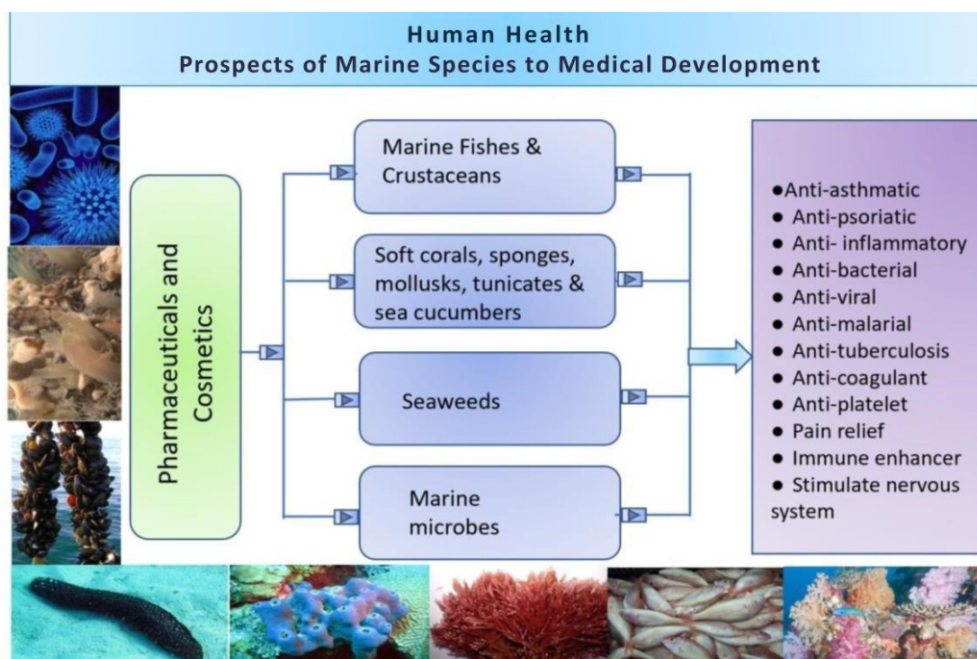 Human Health
Prospects of Marine Species to Medical Development
Pharmaceuticals and
Cosmetics
Marine Fishes &
Crustaceans
Soft corals, sponges,
mollusks, tunicates &
sea cucumbers
Seaweeds
Marine
microbes
●Anti-asthmatic
● Anti-psoriatic
● Anti- inflammatory
● Anti-bacterial
● Anti-viral
● Anti-malarial
● Anti-tuberculosis
● Anti-coagulant
● Anti-platelet
● Pain relief
● Immune enhancer
● Stimulate nervous
system